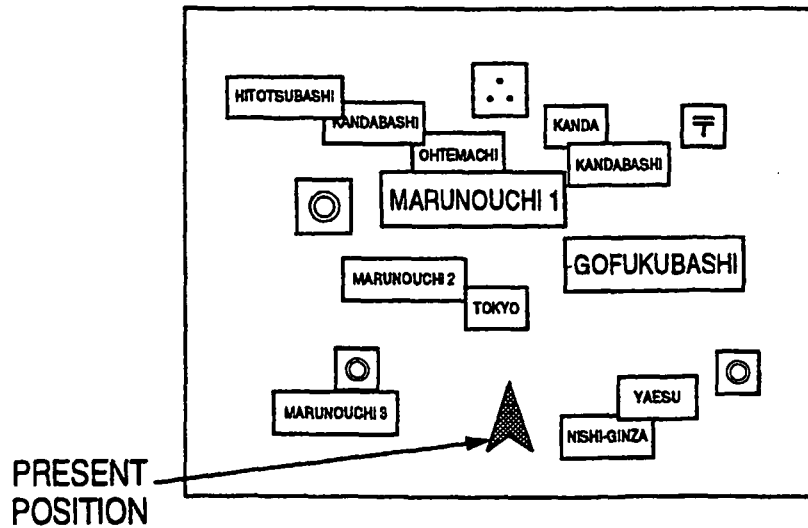 HITOTSUBASHI
KANDABASHI
KANDA
〒
OHTEMACHI
KANDABASHI
MARUNOUCHI 1
GOFUKUBASHI
MARUNOUCHI 2
TOKYO
YAESU
MARUNOUCHI 3
NISHI-GINZA
PRESENT
POSITION